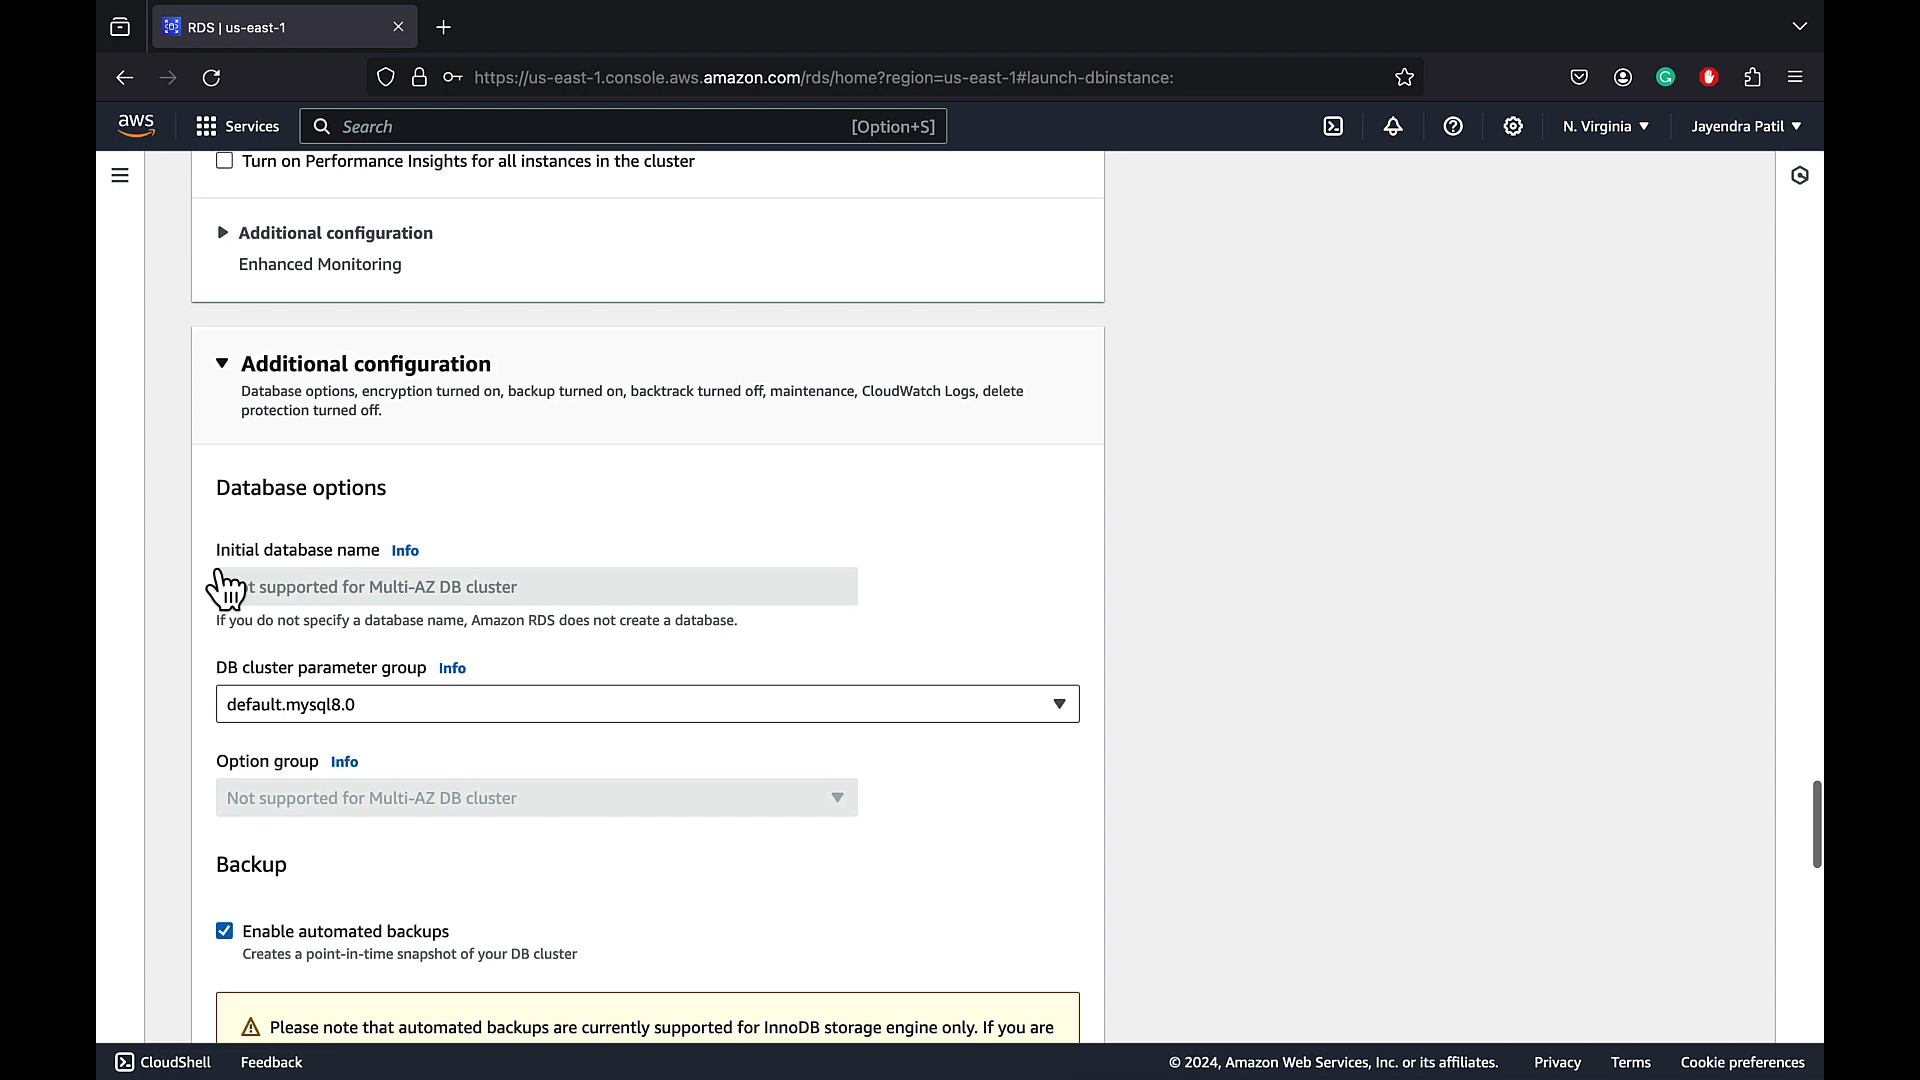 RDS | us-east-1
https://us-east-1.console.aws.amazon.com/rds/home?region=us-east-1#launch-dbinstance:
aws
Services
Search
[Option+S]
N. Virginia
Jayendra Patil
Turn on Performance Insights for all instances in the cluster
Additional configuration
Enhanced Monitoring
Additional configuration
Database options, encryption turned on, backup turned on, backtrack turned off, maintenance, CloudWatch Logs, delete
protection turned off.
Database options
Initial database name Info
supported for Multi-AZ DB cluster
If you do not specify a database name, Amazon RDS does not create a database.
DB cluster parameter group Info
default.mysql8.0
Option group Info
Not supported for Multi-AZ DB cluster
Backup
Enable automated backups
Creates a point-in-time snapshot of your DB cluster
Please note that automated backups are currently supported for InnoDB storage engine only. If you are
CloudShell
Feedback
© 2024, Amazon Web Services, Inc. or its affiliates.
Privacy
Terms
Cookie preferences